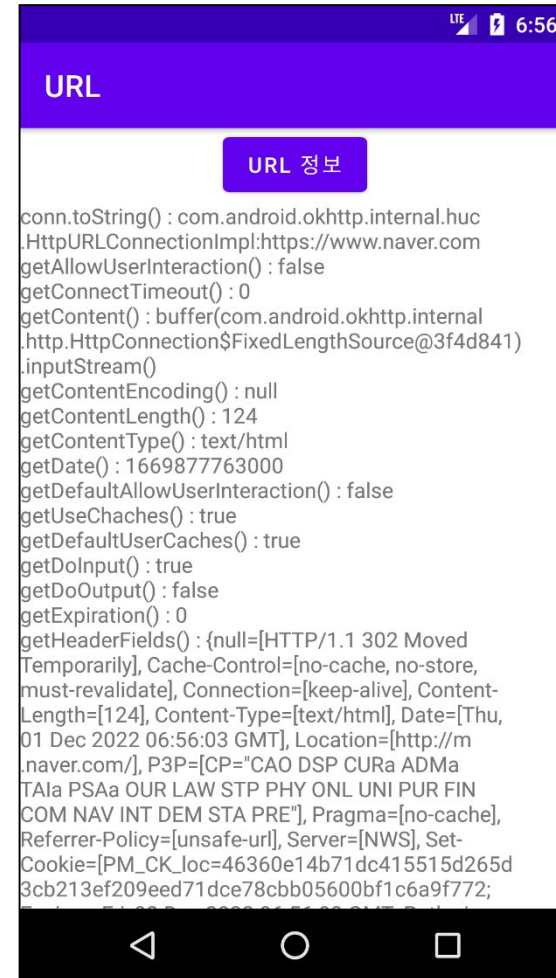 LTE 6:56
URL
URL 정보
conn.toString() : com.android.okhttp.internal.huc
.HttpURLConnectionImpl:https://www.naver.com
getAllowUserInteraction() : false
getConnectTimeout() : 0
getContent() : buffer(com.android.okhttp.internal
.http.HttpConnection$FixedLengthSource@3f4d841)
.inputStream()
getContentEncoding() : null
getContentLength() : 124
getContentType() : text/html
getDate() : 1669877763000
getDefaultAllowUserInteraction() : false
getUseChaches() : true
getDefaultUserCaches() : true
getDoInput() : true
getDoOutput() : false
getExpiration() : 0
getHeaderFields() : {null=[HTTP/1.1 302 Moved
Temporarily], Cache-Control=[no-cache, no-store,
must-revalidate], Connection=[keep-alive], Content-
Length=[124], Content-Type=[text/html], Date=[Thu,
01 Dec 2022 06:56:03 GMT], Location=[http://m
.naver.com/], P3P=[CP="CAO DSP CURa ADMa
TAIa PSAa OUR LAW STP PHY ONL UNI PUR FIN
COM NAV INT DEM STA PRE"], Pragma=[no-cache],
Referrer-Policy=[unsafe-url], Server=[NWS], Set-
Cookie=[PM_CK_loc=46360e14b71dc415515d265d
3cb213ef209eed71dce78cbb05600bf1c6a9f772;